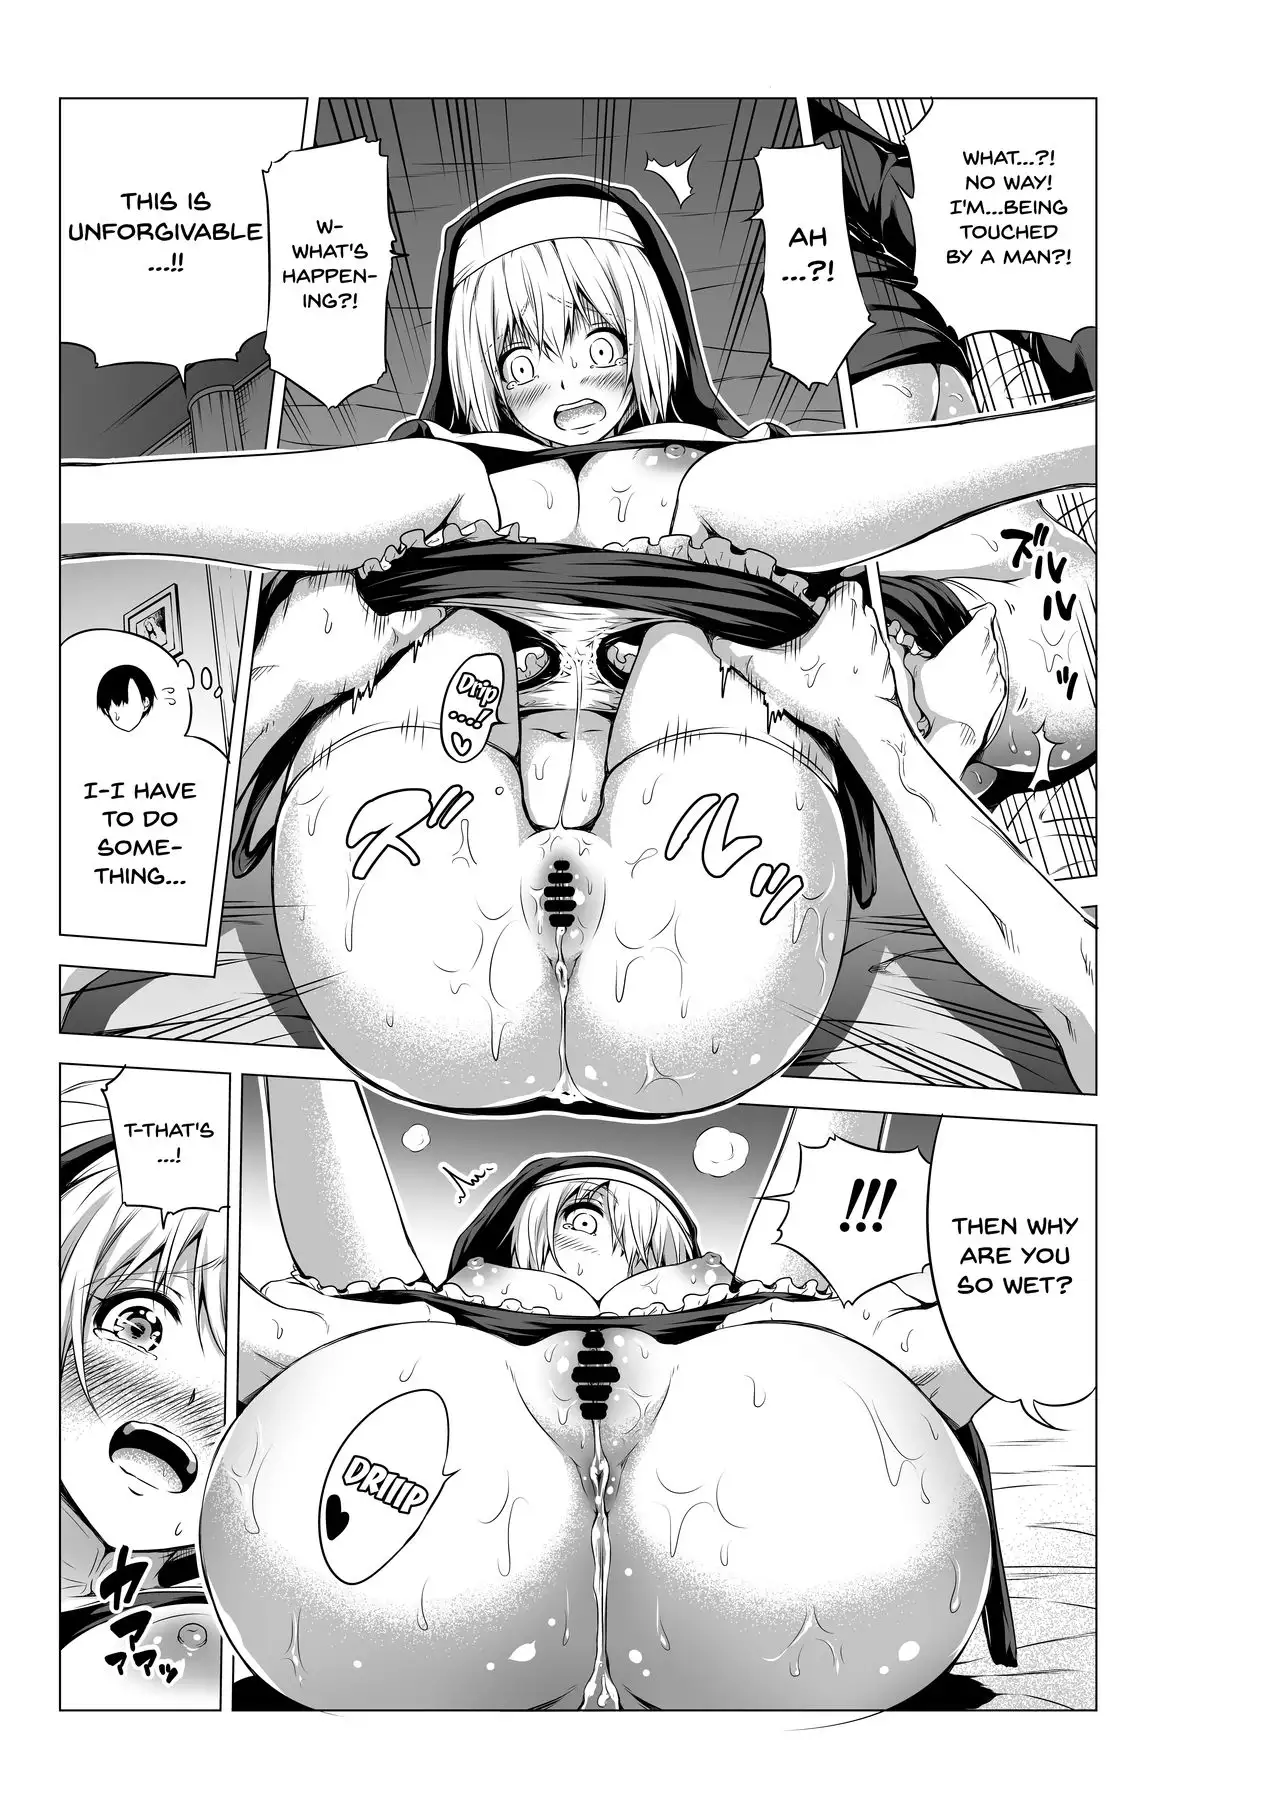 WHAT...?!
NO WAY!
I'M...BEING
TOUCHED
BY A MAN?!
AH
...?!
W-
WHAT'S
HAPPEN-
ING?!
THIS IS
UNFORGIVABLE
...!!
ズルルッ
Drip
....!
ズルルッ
I-I HAVE
TO DO
SOME-
THING...
THEN WHY
ARE YOU
SO WET?
!!!
DRIIIP
T-THAT'S
...!
カァァァッ